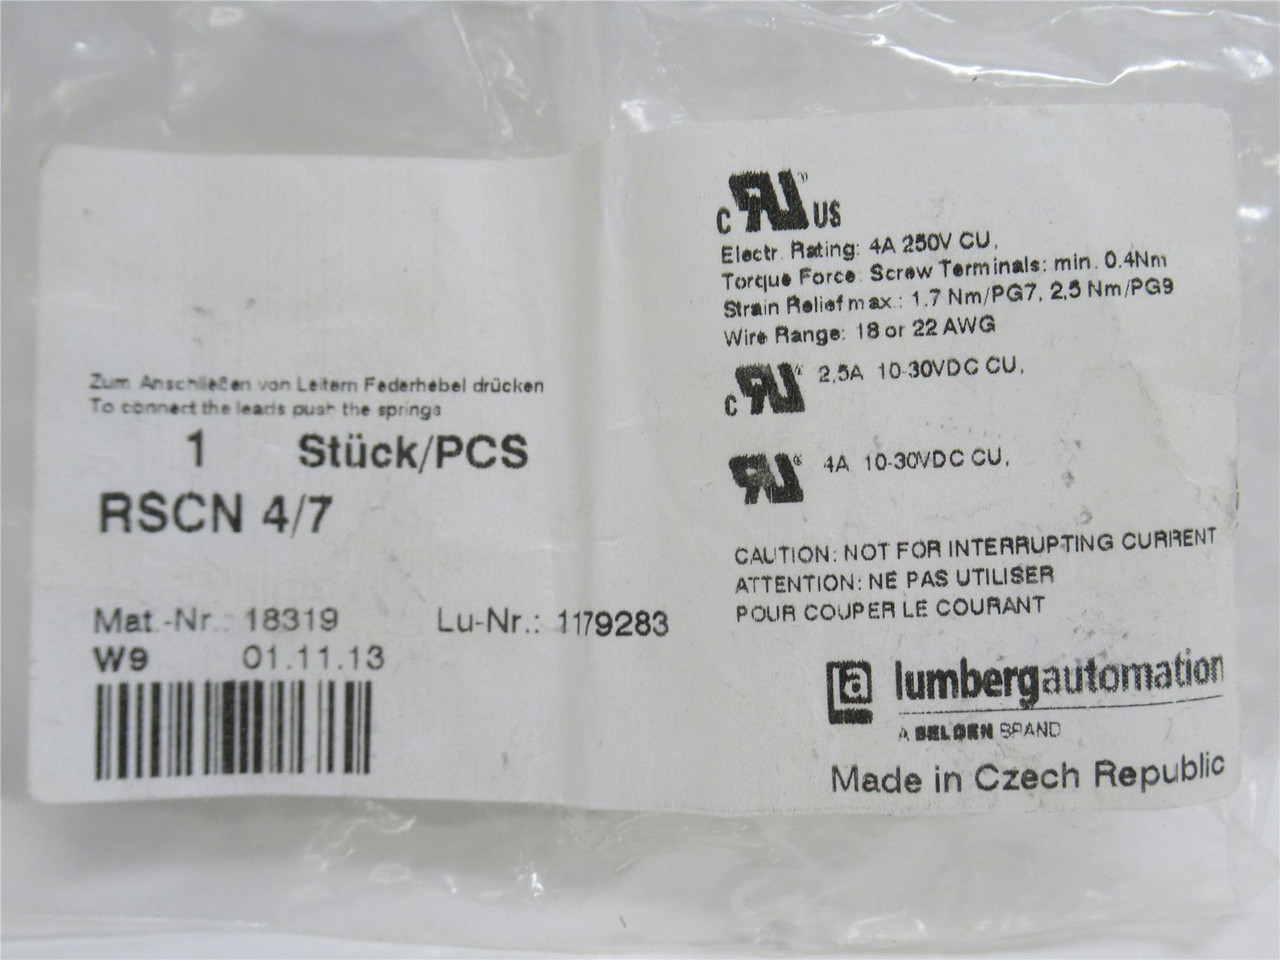 Zum Anschließen von Leitern Federhebel drücken
To connect the leads push the springs
1 Stück/PCS
RSCN 4/7
Mat.-Nr.: 18319 Lu-Nr.: 1179283
W9 01.11.13
C RU® US
Electr. Rating: 4A 250V CU,
Torque Force: Screw Terminals: min. 0.4Nm
Strain Relief max.: 1.7 Nm/PG7, 2,5 Nm/PG9
Wire Range: 18 or 22 AWG
C RU® 2,5A 10-30VDC CU,
RU® 4A 10-30VDC CU,
CAUTION: NOT FOR INTERRUPTING CURRENT
ATTENTION: NE PAS UTILISER
POUR COUPER LE COURANT
la lumbergautomation
A BELDEN BRAND
Made in Czech Republic